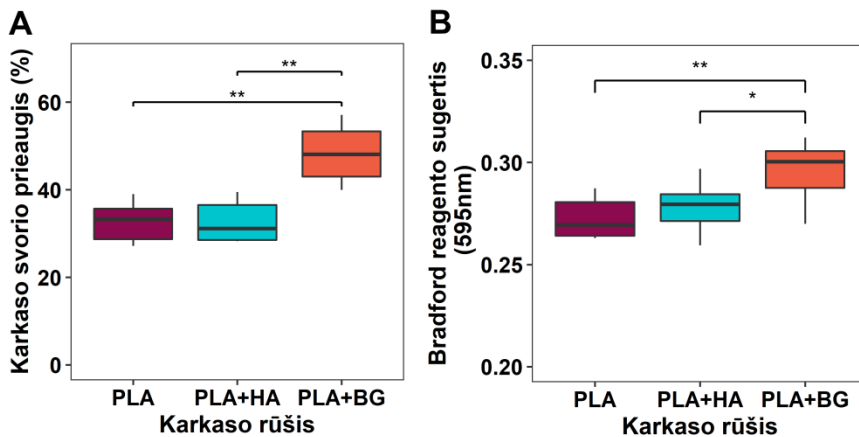 A
Karkaso svorio prieaugis (%)
60
40
20
0
**
**
PLA PLA+HA PLA+BG
Karkaso rūšis
B
Bradford reagento sugertis
(595nm)
0.35
0.30
0.25
0.20
**
*
PLA PLA+HA PLA+BG
Karkaso rūšis